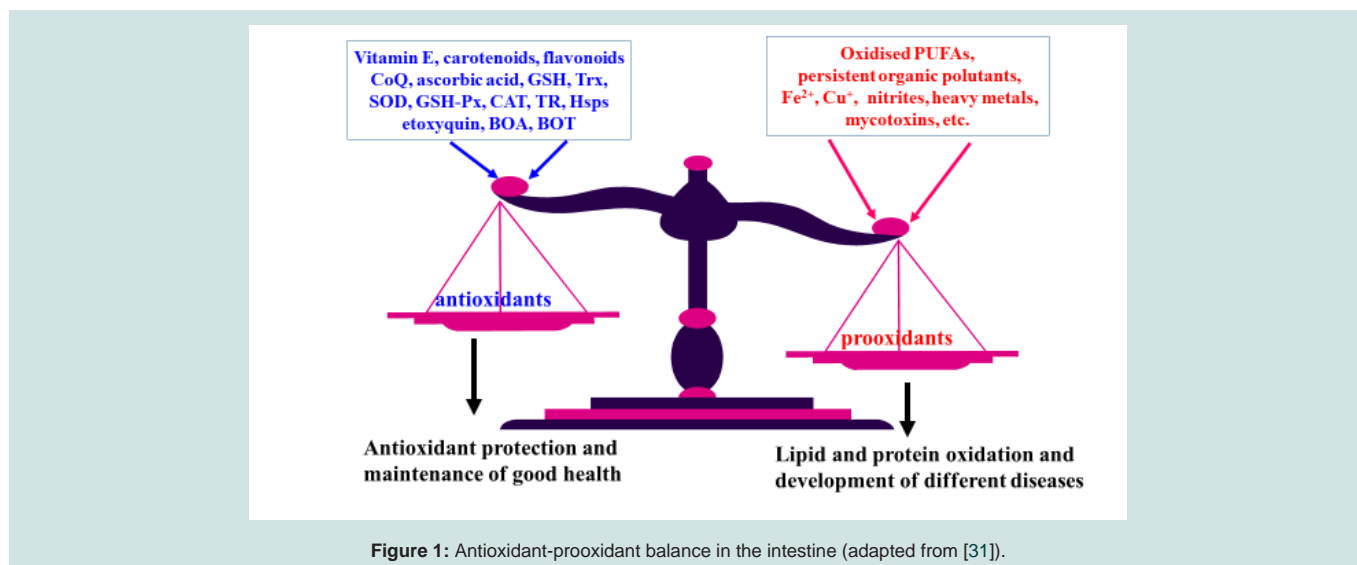 Vitamin E, carotenoids, flavonoids
CoQ, ascorbic acid, GSH, Trx,
SOD, GSH-Px, CAT, TR, Hsps
etoxyquin, BOA, BOT
Oxidised PUFAs,
persistent organic polutants,
Fe²⁺, Cu⁺, nitrites, heavy metals,
mycotoxins, etc.
antioxidants
prooxidants
Antioxidant protection and
maintenance of good health
Lipid and protein oxidation and
development of different diseases
Figure 1: Antioxidant-prooxidant balance in the intestine (adapted from [31]).